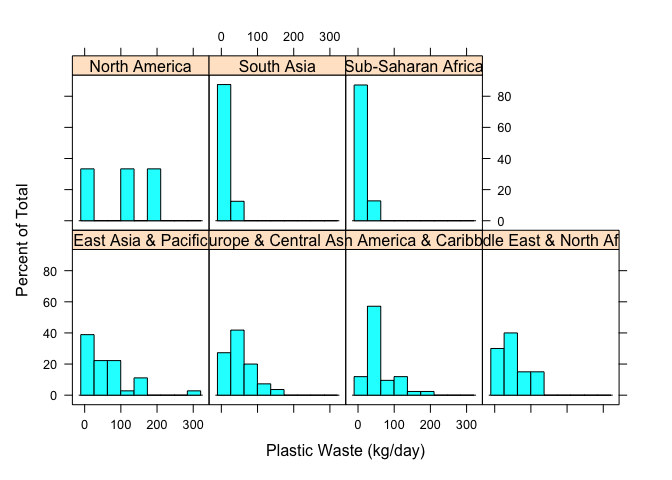 0 100 200 300
North America South Asia Sub-Saharan Africa
80
60
40
20
0
Percent of Total
East Asia & Pacific urope & Central As n America & Caribb dle East & North Af
80
60
40
20
0
0 100 200 300 0 100 200 300
Plastic Waste (kg/day)